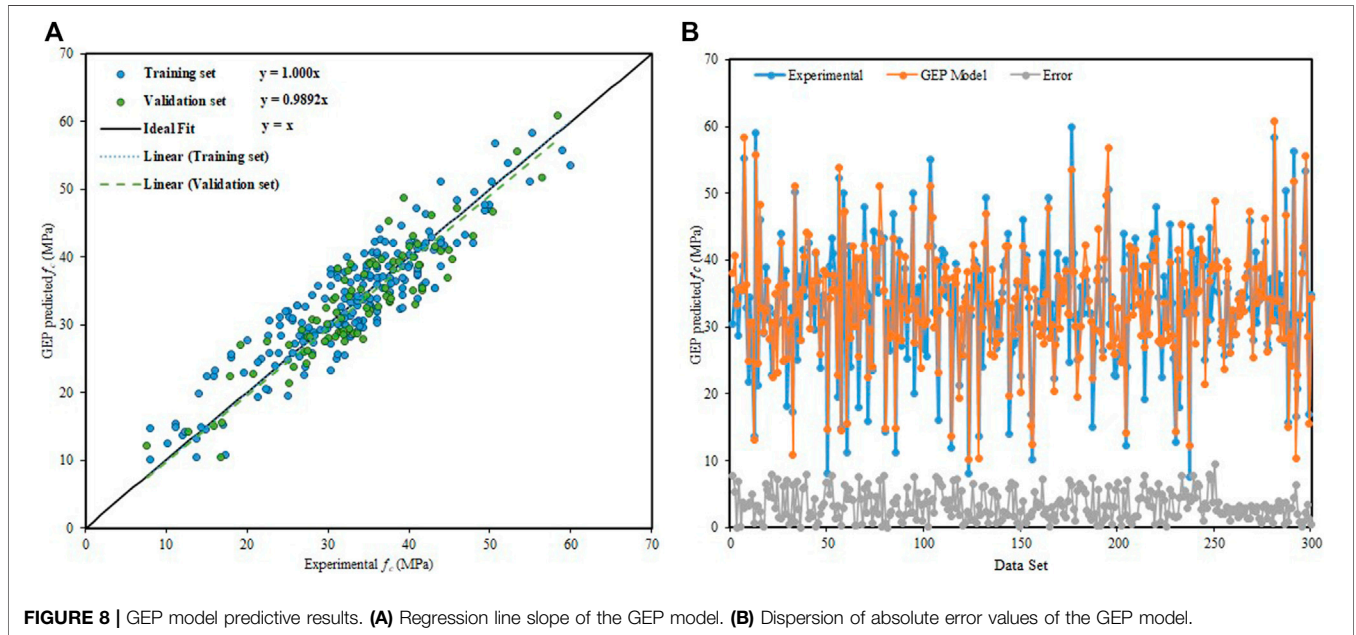 A
70
60
50
40
30
20
10
0
GEP predicted fc (MPa)
Training set y = 1.000x
Validation set y = 0.9892x
Ideal Fit y = x
Linear (Training set)
Linear (Validation set)
0 10 20 30 40 50 60 70
Experimental fc (MPa)
B
70
60
50
40
30
20
10
0
GEP predicted fc (MPa)
Experimental GEP Model Error
0 50 100 150 200 250 300
Data Set
FIGURE 8 | GEP model predictive results. (A) Regression line slope of the GEP model. (B) Dispersion of absolute error values of the GEP model.